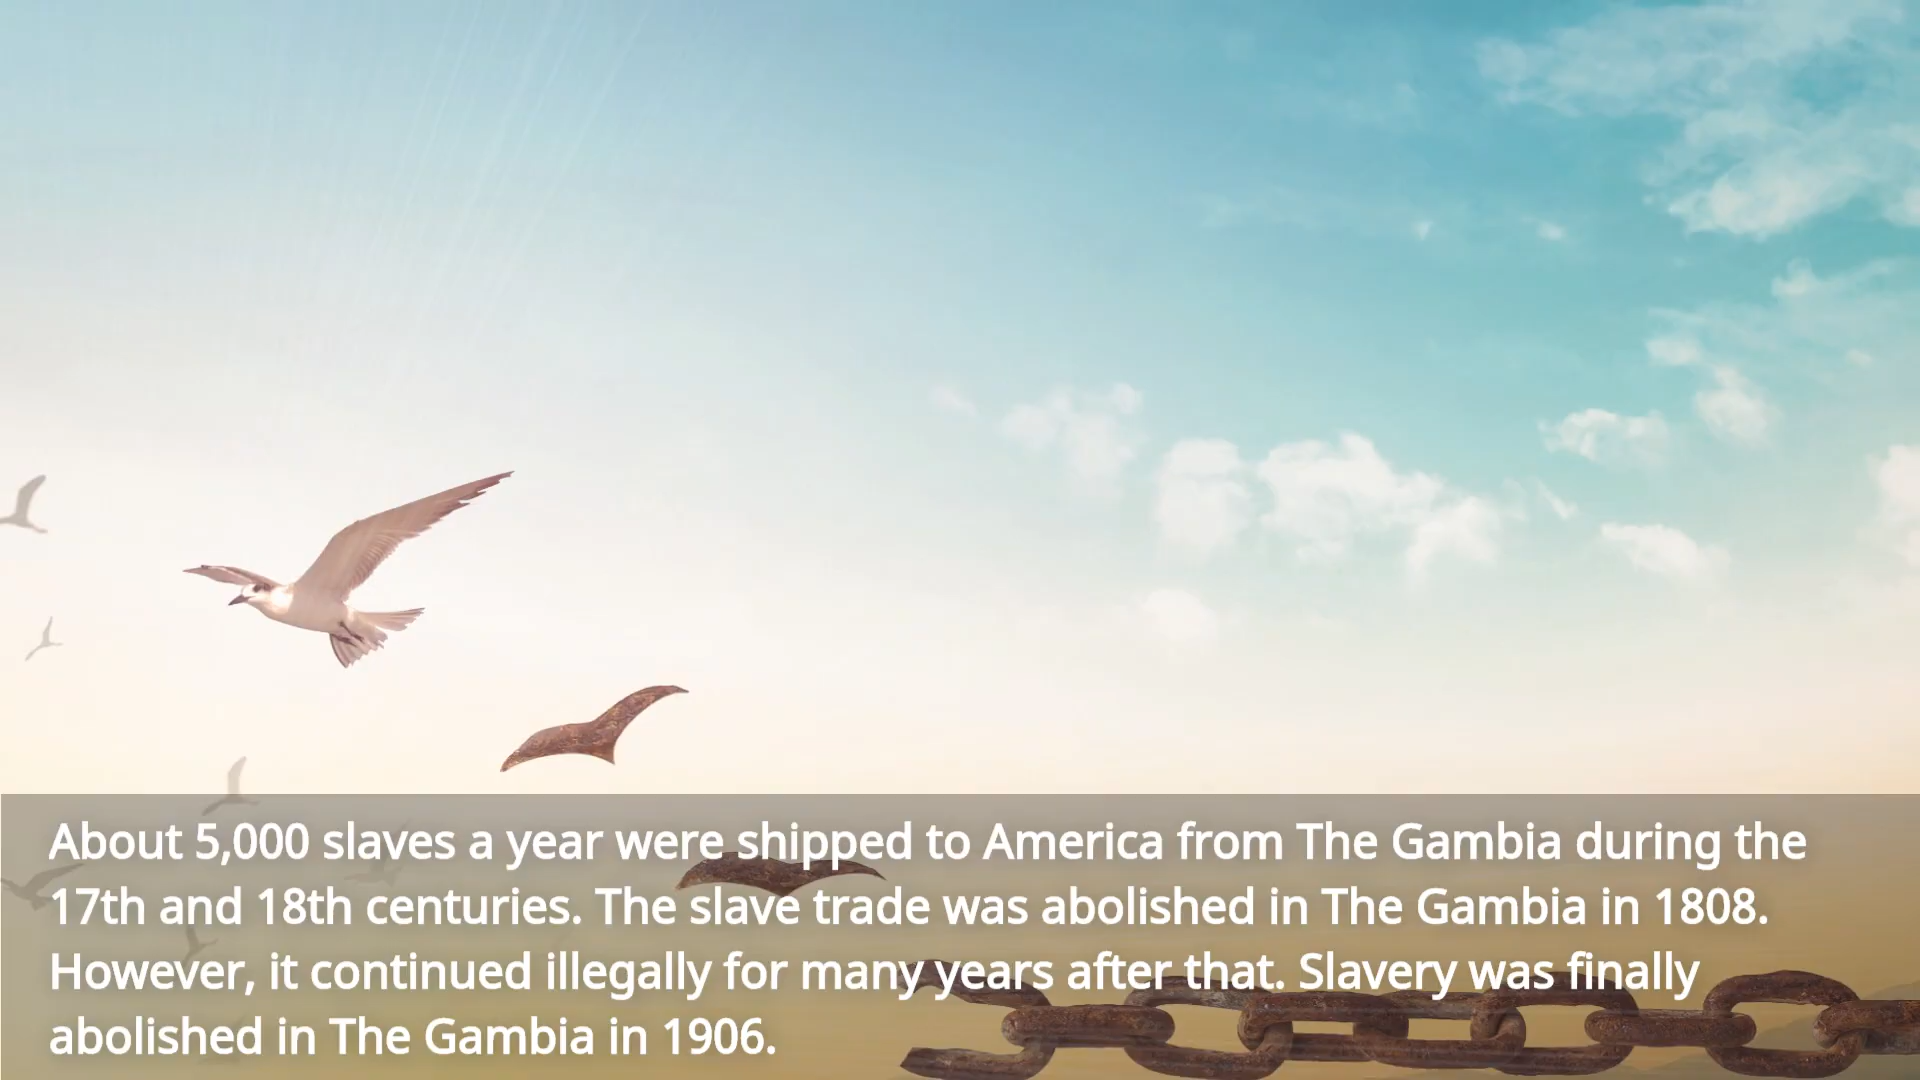 About 5,000 slaves a year were shipped to America from The Gambia during the
17th and 18th centuries. The slave trade was abolished in The Gambia in 1808.
However, it continued illegally for many years after that. Slavery was finally
abolished in The Gambia in 1906.